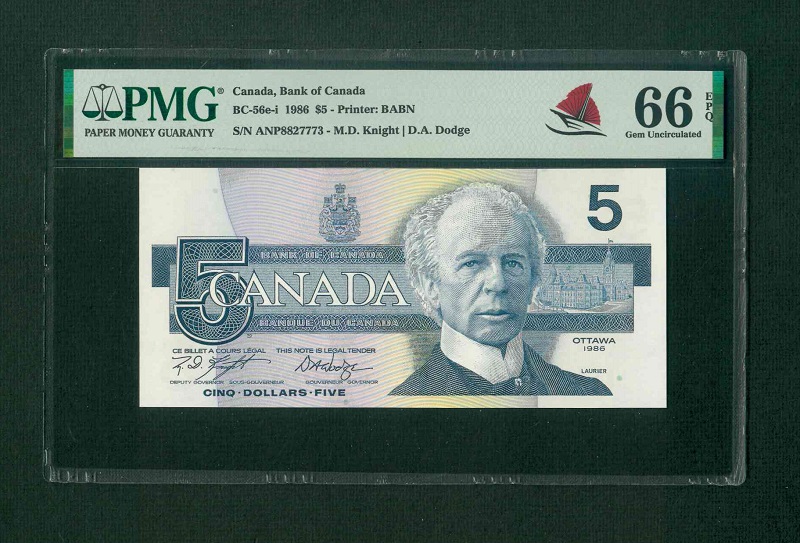 PMG®
PAPER MONEY GUARANTY
Canada, Bank of Canada
BC-56e-i 1986 $5 - Printer: BABN
S/N ANP8827773 - M.D. Knight | D.A. Dodge
66 EPQ
Gem Uncirculated
5
BANK OF CANADA
5 CANADA
BANQUE DU CANADA
OTTAWA
1986
CE BILLET A COURS LÉGAL THIS NOTE IS LEGAL TENDER
DEPUTY GOVERNOR SOUS-GOUVERNEUR GOUVERNEUR GOVERNOR
LAURIER
CINQ·DOLLARS·FIVE